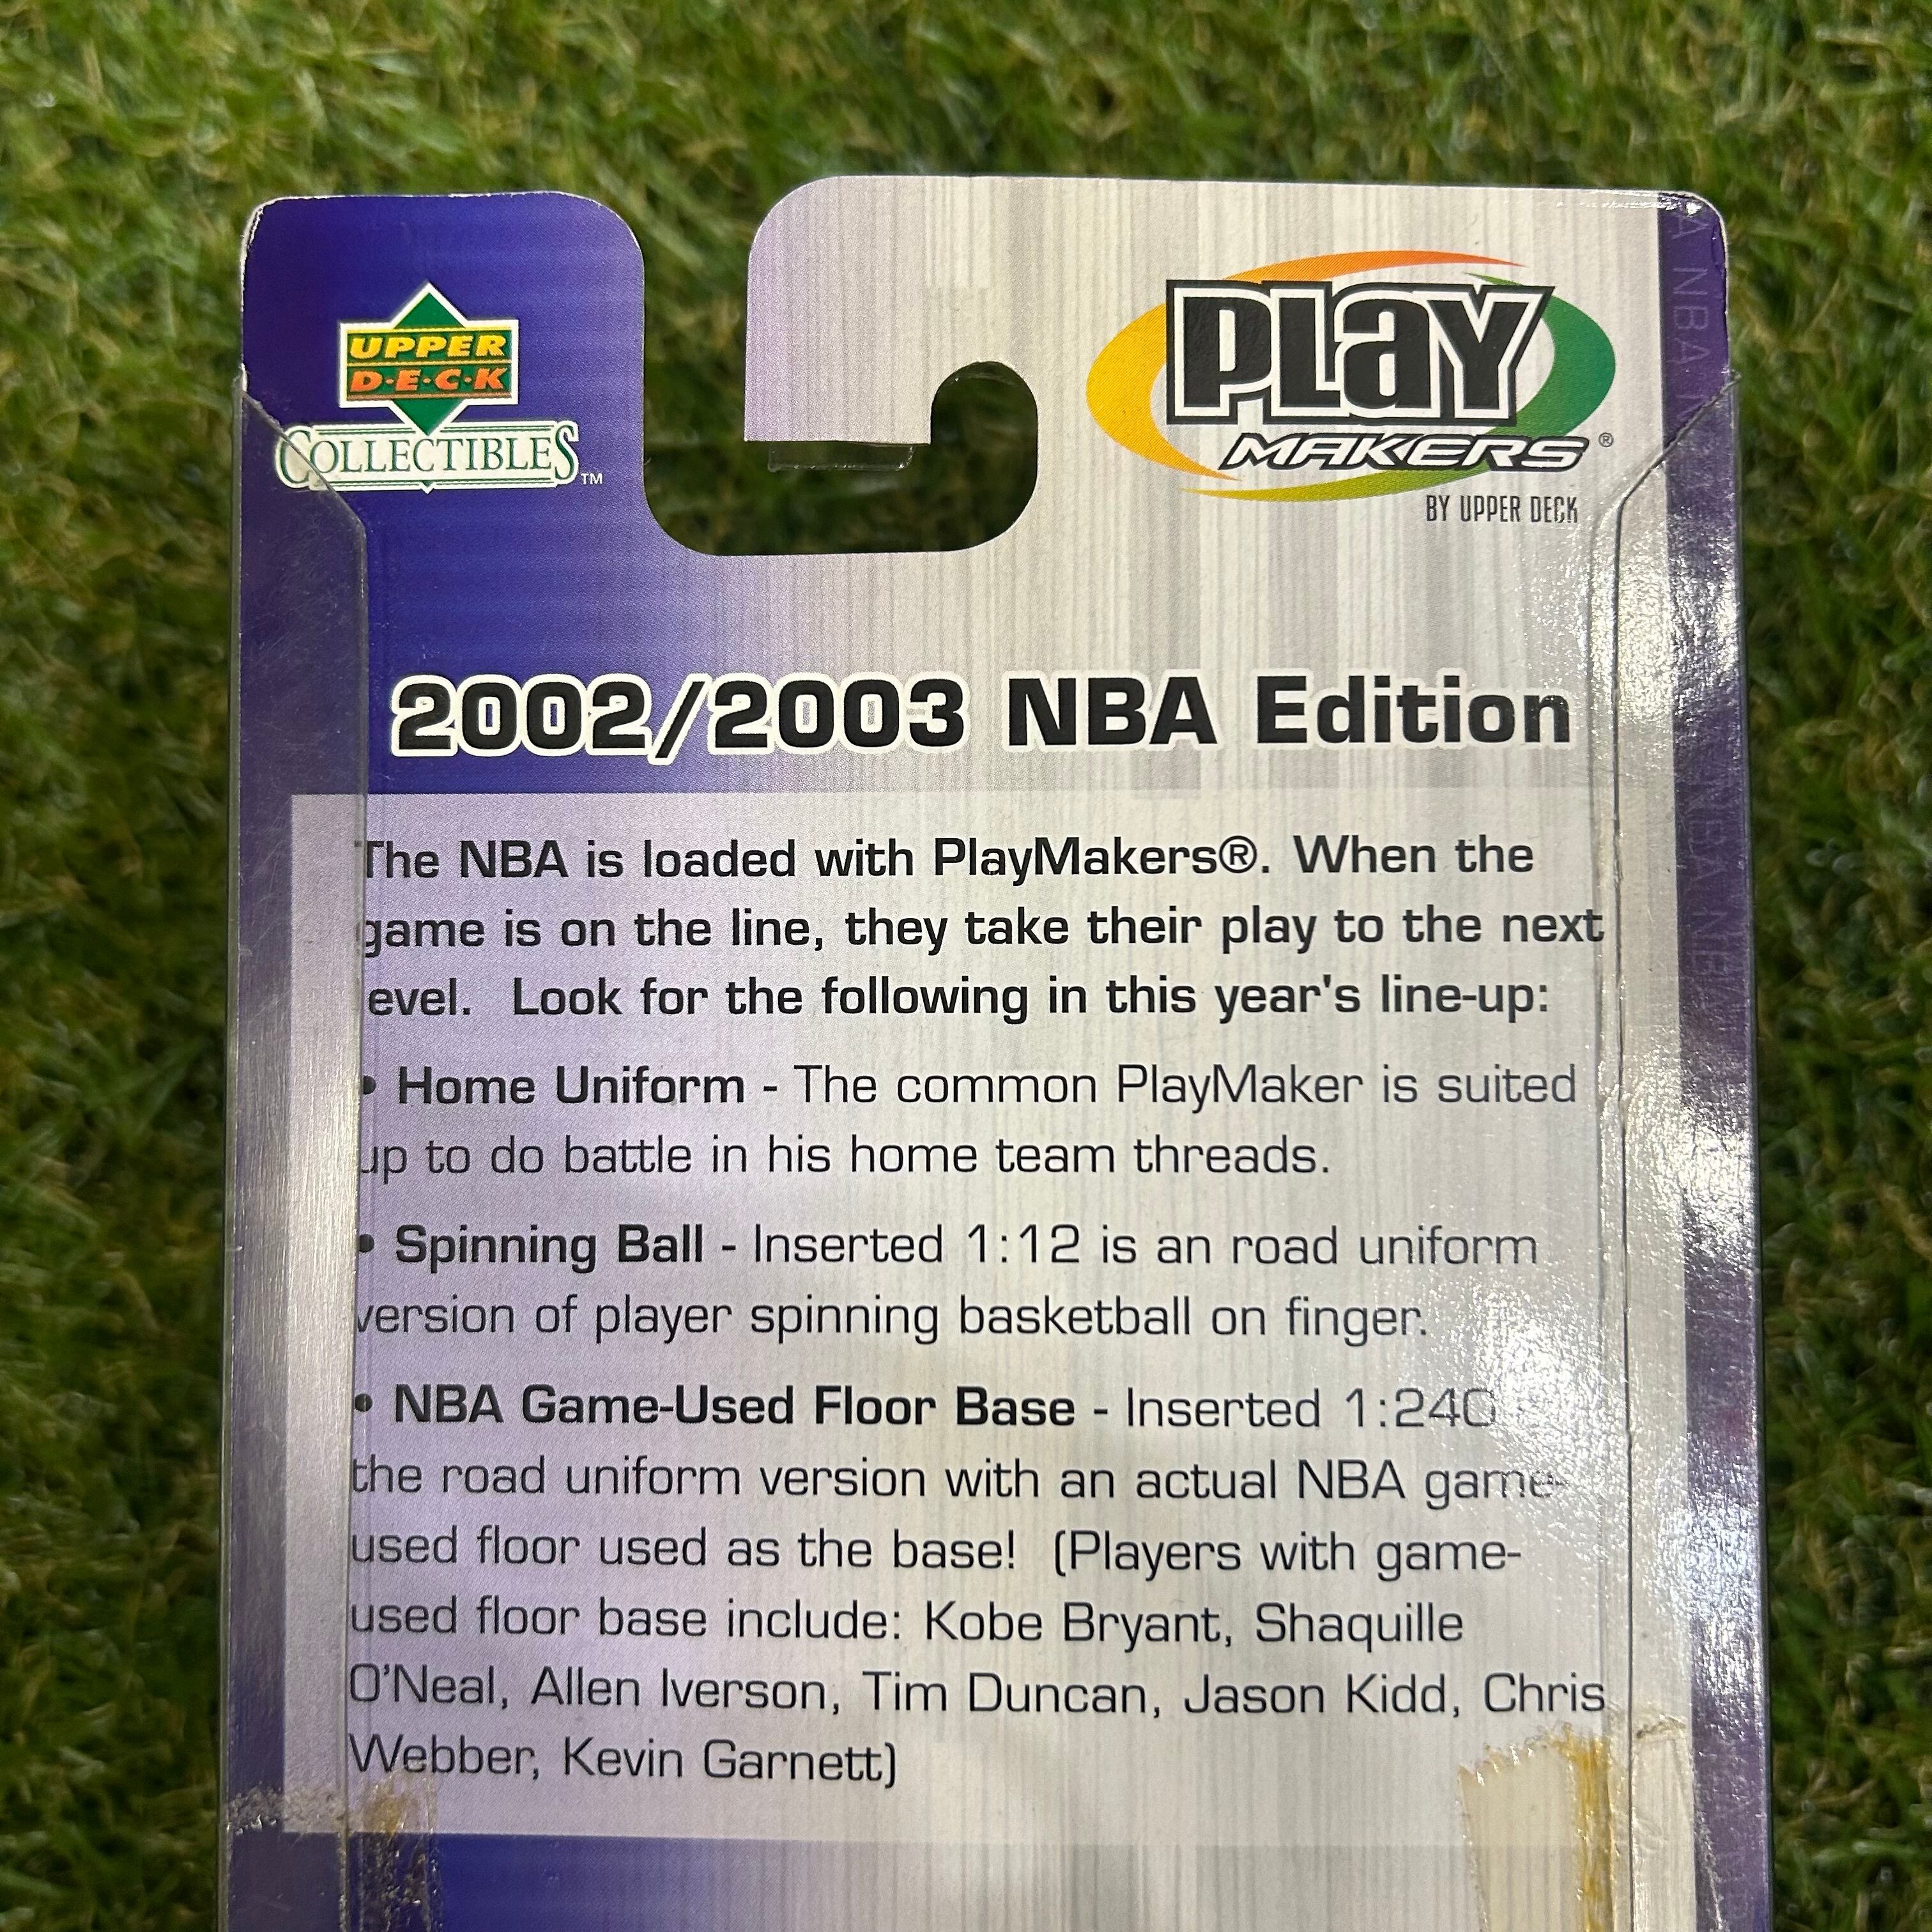 UPPER
D·E·C·K
COLLECTIBLES™
PLaY
MAKERS®
BY UPPER DECK
2002/2003 NBA Edition
The NBA is loaded with PlayMakers®. When the
game is on the line, they take their play to the next
level. Look for the following in this year's line-up:
• Home Uniform - The common PlayMaker is suited
up to do battle in his home team threads.
• Spinning Ball - Inserted 1:12 is an road uniform
version of player spinning basketball on finger.
• NBA Game-Used Floor Base - Inserted 1:240
the road uniform version with an actual NBA game-
used floor used as the base! (Players with game-
used floor base include: Kobe Bryant, Shaquille
O'Neal, Allen Iverson, Tim Duncan, Jason Kidd, Chris
Webber, Kevin Garnett)
NBA
NBA